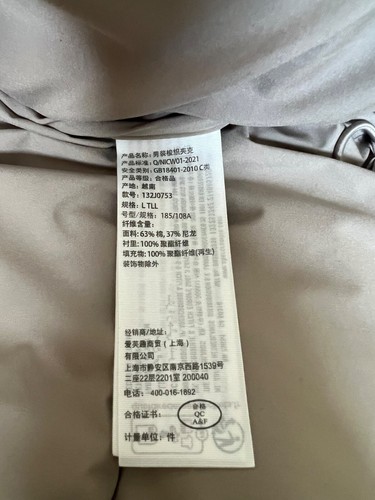 产品名称: 男装梭织夹克
产品标准: Q/NICW01-2021
安全类别: GB18401-2010 C类
产品等级: 合格品
产地: 越南
款号: 132J0753
规格: L TLL
号型/规格: 185/108A
纤维含量:
面料: 63% 棉, 37% 尼龙
衬里: 100% 聚酯纤维
填充物: 100% 聚酯纤维(再生)
装饰物除外
经销商/地址:
爱芙趣商贸 (上海)
有限公司
上海市静安区南京西路1539号
二座22层2201室 200040
电话: 400-016-1892
合格证书:
合格
QC
A&F
计量单位: 件